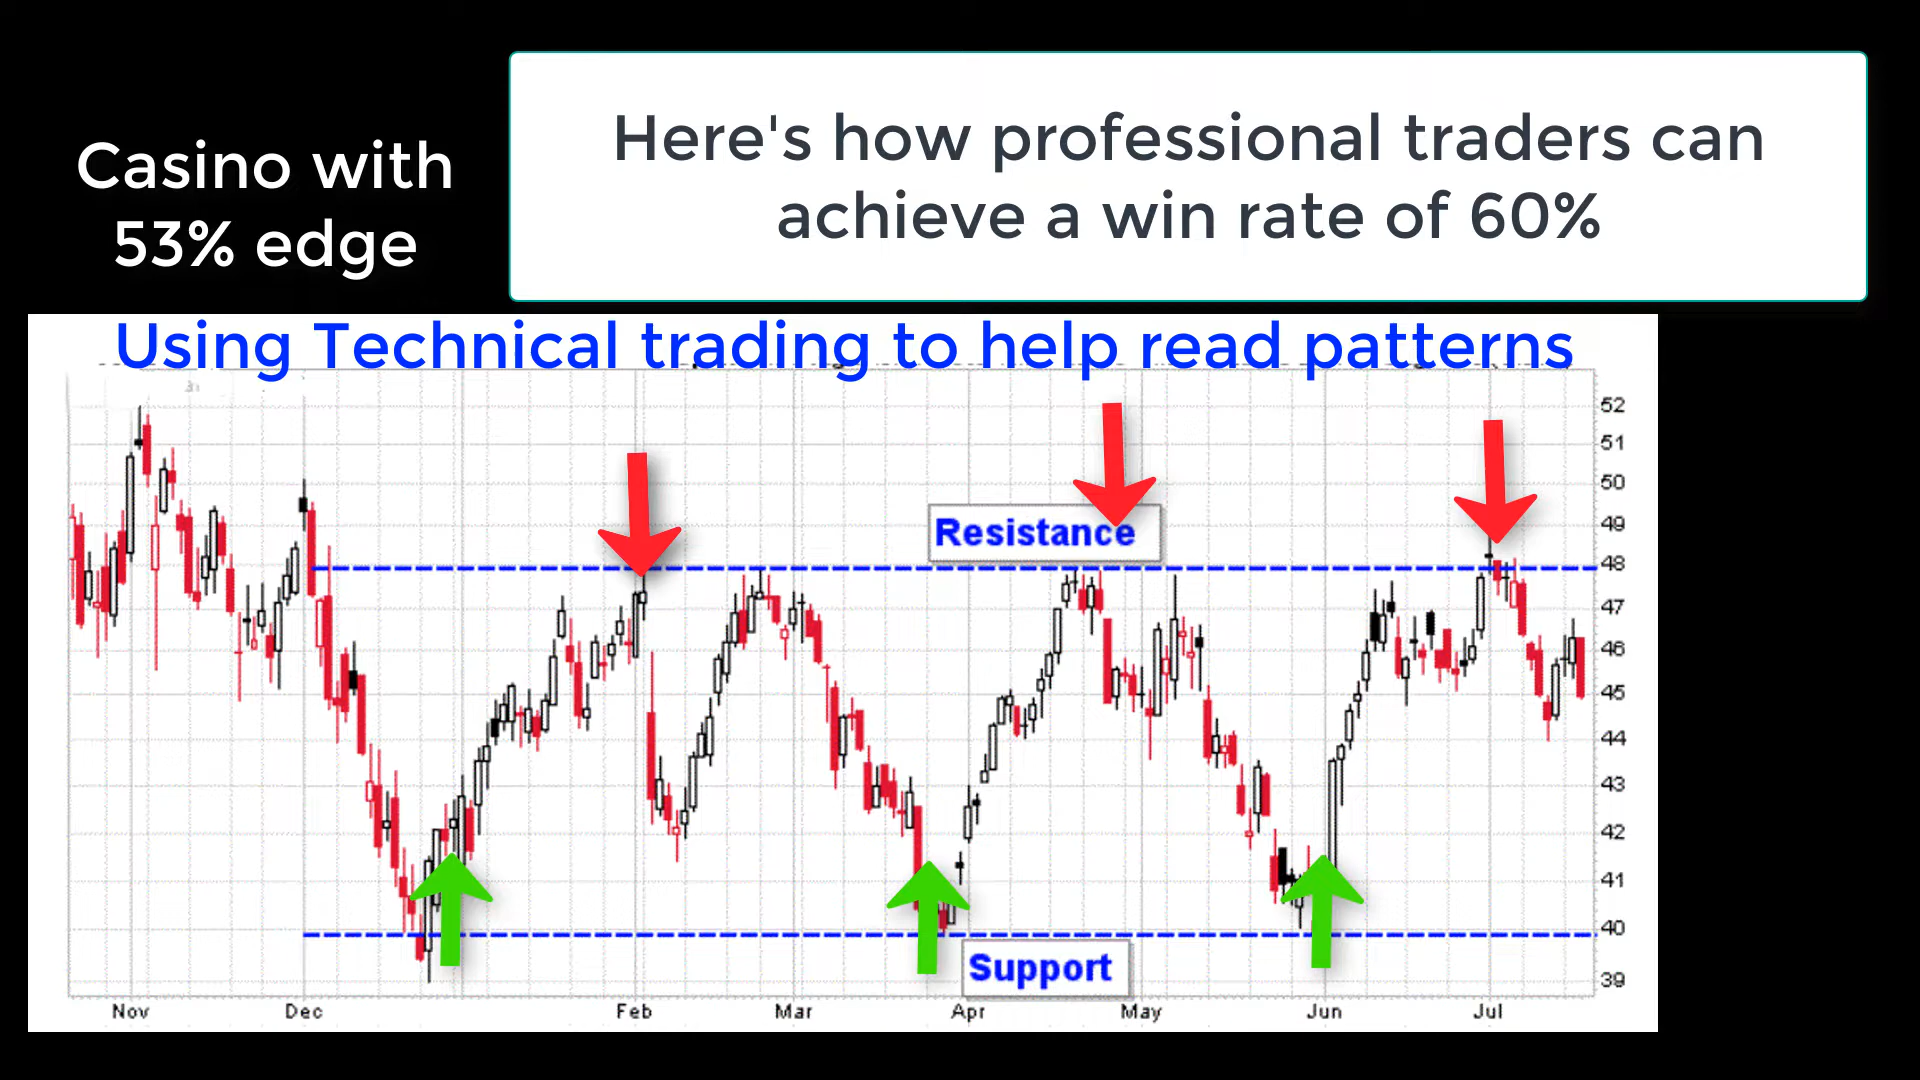 Casino with
53% edge
Here's how professional traders can
achieve a win rate of 60%
Using Technical trading to help read patterns
52
51
50
49
48
47
46
45
44
43
42
41
40
39
Resistance
Support
Nov Dec Feb Mar Apr May Jun Jul